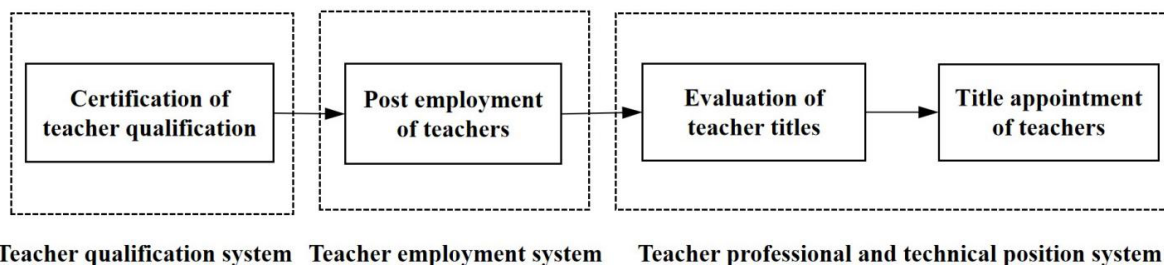 Certification of
teacher qualification
Post employment
of teachers
Evaluation of
teacher titles
Title appointment
of teachers
Teacher qualification system
Teacher employment system
Teacher professional and technical position system